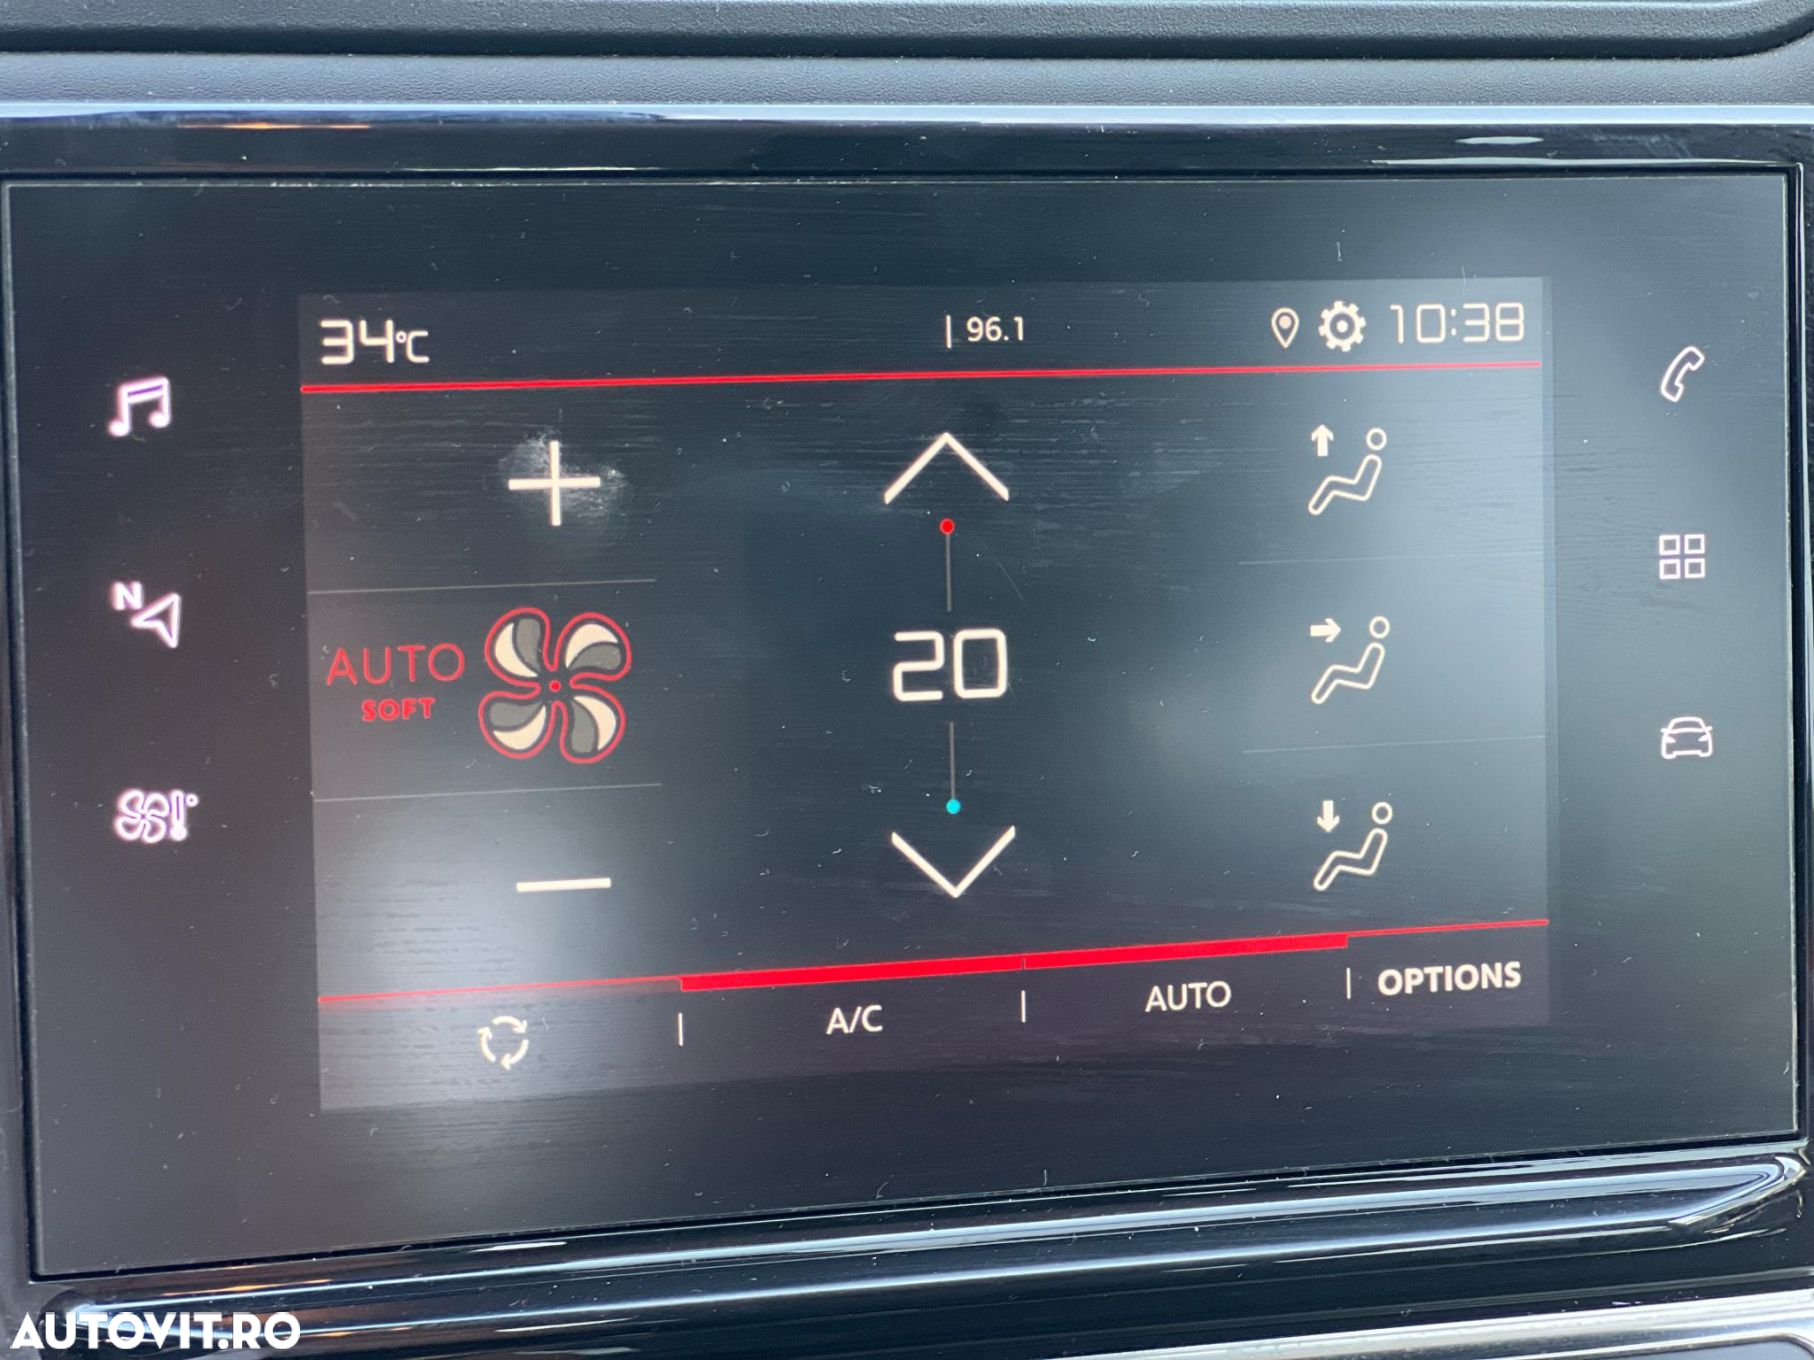 34°C | 96.1 10:38
N
AUTO
SOFT
20
A/C | AUTO | OPTIONS
AUTOVIT.RO